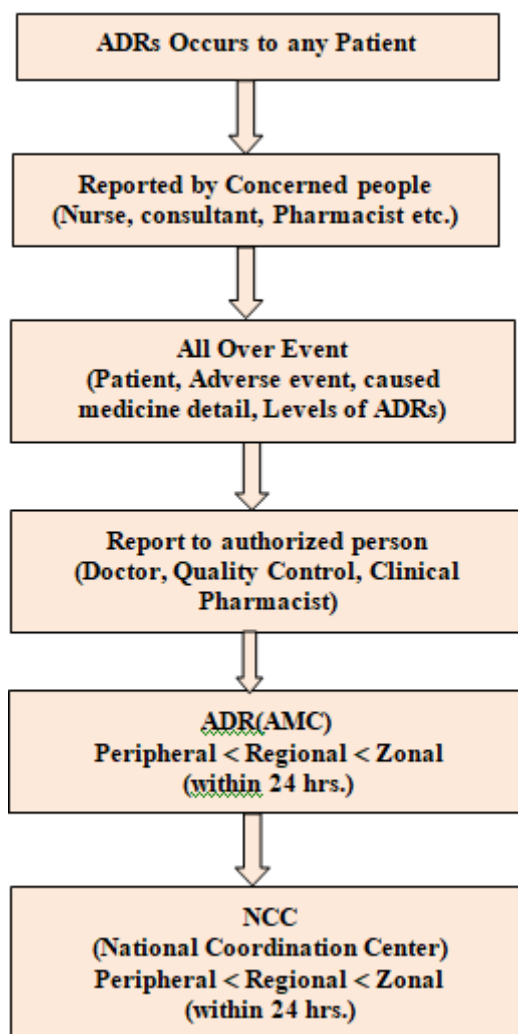 ADRs Occurs to any Patient
Reported by Concerned people
(Nurse, consultant, Pharmacist etc.)
All Over Event
(Patient, Adverse event, caused
medicine detail, Levels of ADRs)
Report to authorized person
(Doctor, Quality Control, Clinical
Pharmacist)
ADR(AMC)
Peripheral < Regional < Zonal
(within 24 hrs.)
NCC
(National Coordination Center)
Peripheral < Regional < Zonal
(within 24 hrs.)